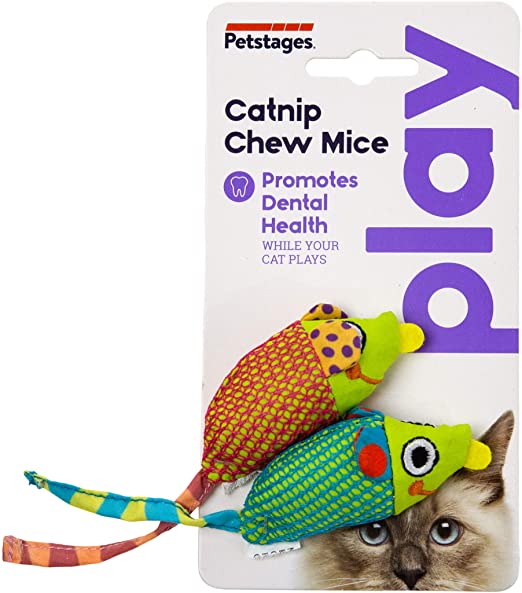 Petstages.
play
Catnip
Chew Mice
Promotes
Dental
Health
WHILE YOUR
CAT PLAYS